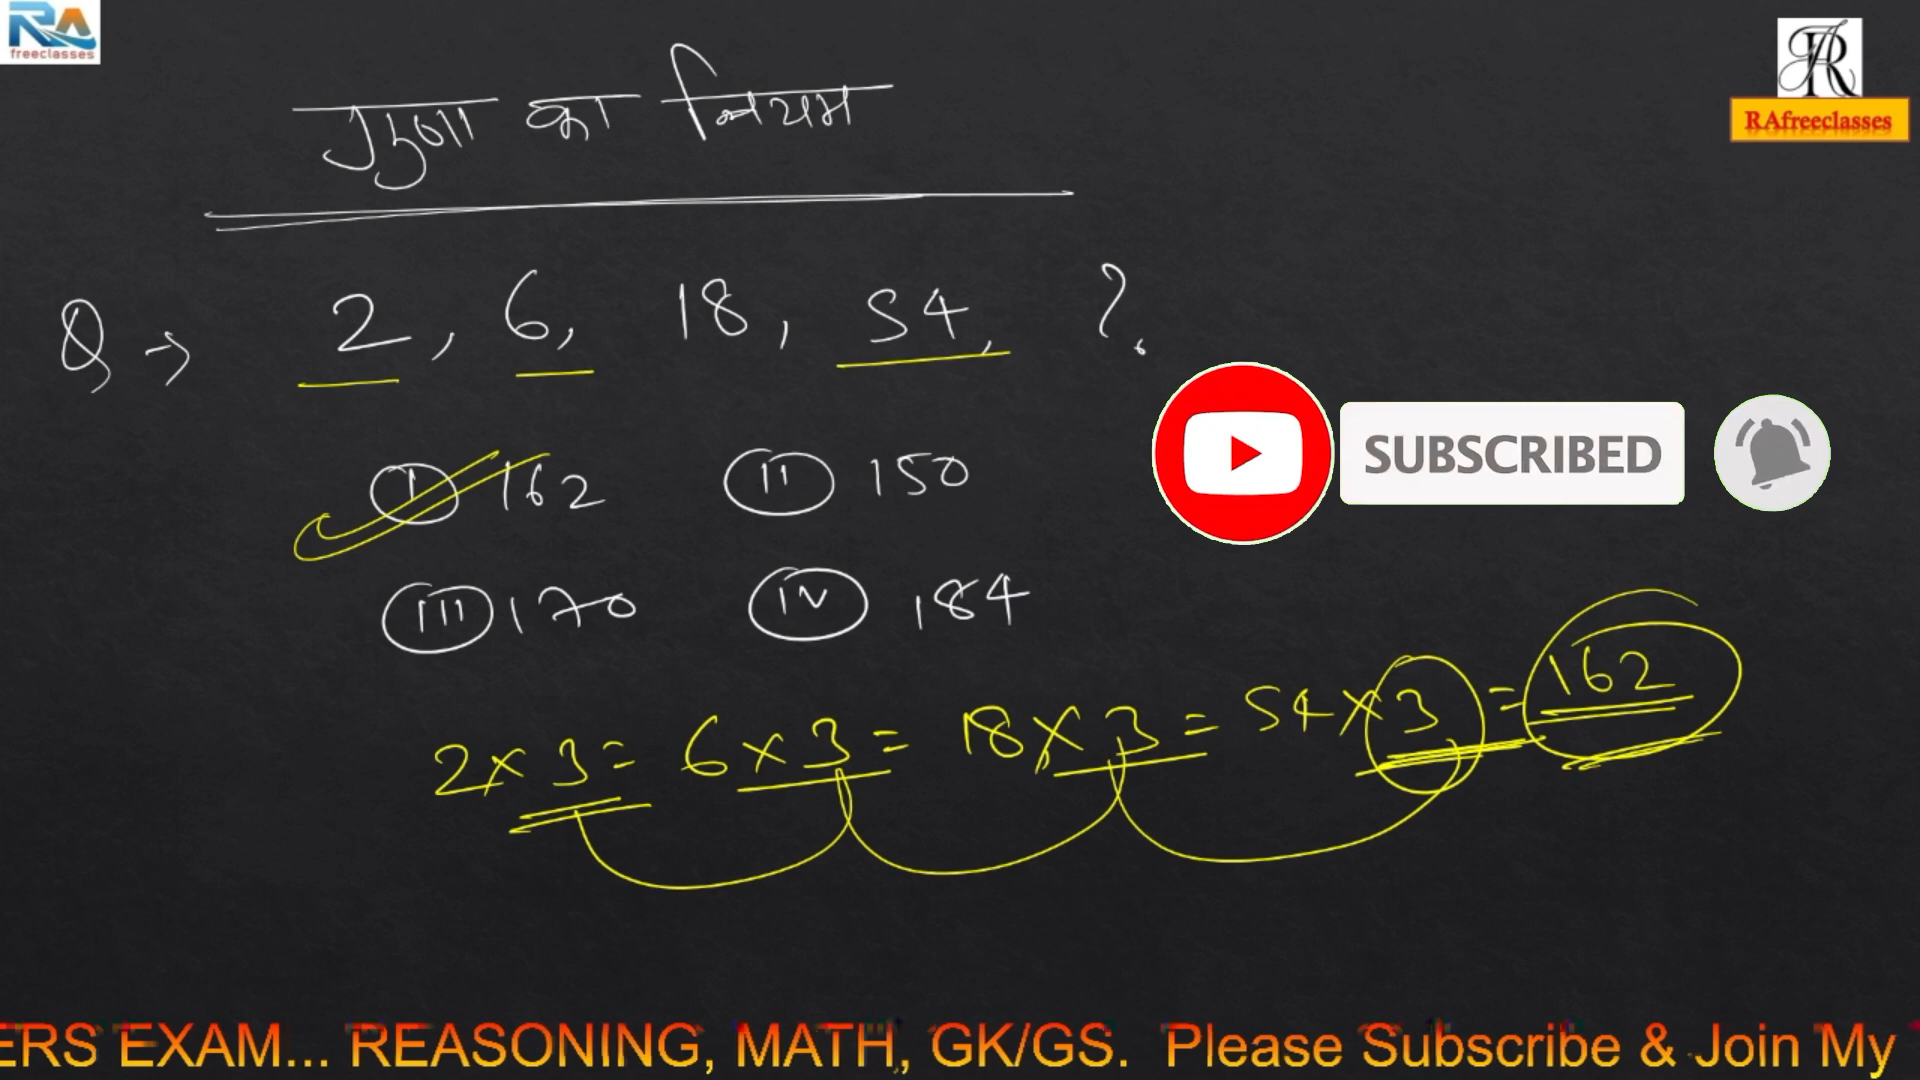 RA
freeclasses
RAfreeclasses
गुणा का नियम
Q → 2, 6, 18, 54, ?
I 162 II 150
III 170 IV 184
SUBSCRIBED
2 x 3 = 6 x 3 = 18 x 3 = 54 x 3 = 162
ERS EXAM... REASONING, MATH, GK/GS. Please Subscribe & Join My